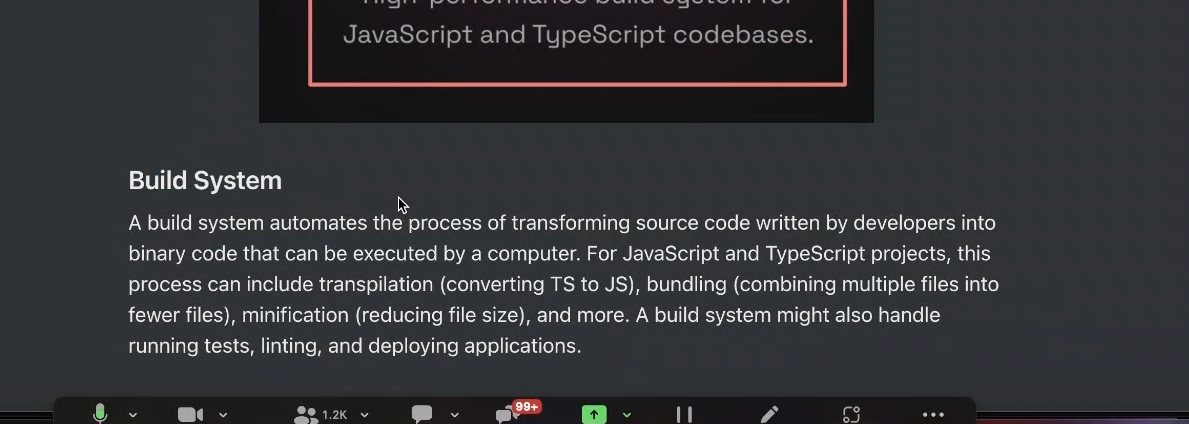 High-performance build system for
JavaScript and TypeScript codebases.
Build System
A build system automates the process of transforming source code written by developers into
binary code that can be executed by a computer. For JavaScript and TypeScript projects, this
process can include transpilation (converting TS to JS), bundling (combining multiple files into
fewer files), minification (reducing file size), and more. A build system might also handle
running tests, linting, and deploying applications.
1.2K
99+